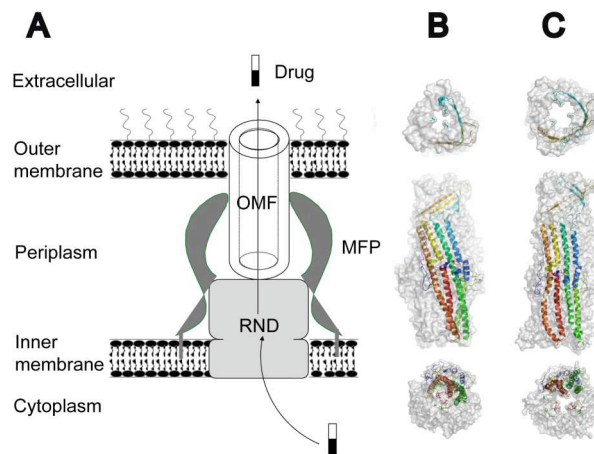 A
B
C
Extracellular
Drug
Outer
membrane
OMF
Periplasm
MFP
RND
Inner
membrane
Cytoplasm